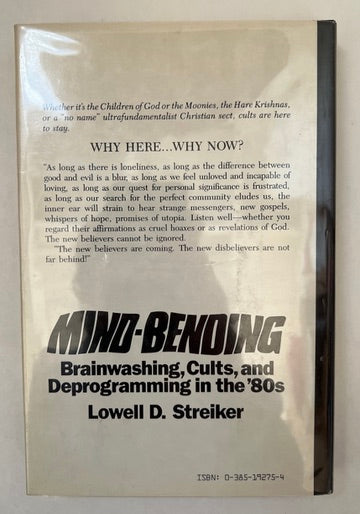 Whether it's the Children of God or the Moonies, the Hare Krishnas,
or a "no name" ultrafundamentalist Christian sect, cults are here
to stay.
WHY HERE...WHY NOW?
"As long as there is loneliness, as long as the difference between
good and evil is a blur, as long as we feel unloved and incapable of
loving, as long as our quest for personal significance is frustrated,
as long as our search for the perfect community eludes us, the
inner ear will strain to hear strange messengers, new gospels,
whispers of hope, promises of utopia. Listen well—whether you
regard their affirmations as cruel hoaxes or as revelations of God.
The new believers cannot be ignored.
"The new believers are coming. The new disbelievers are not
far behind!"
MIND-BENDING
Brainwashing, Cults, and
Deprogramming in the '80s
Lowell D. Streiker
ISBN: 0-385-19275-4